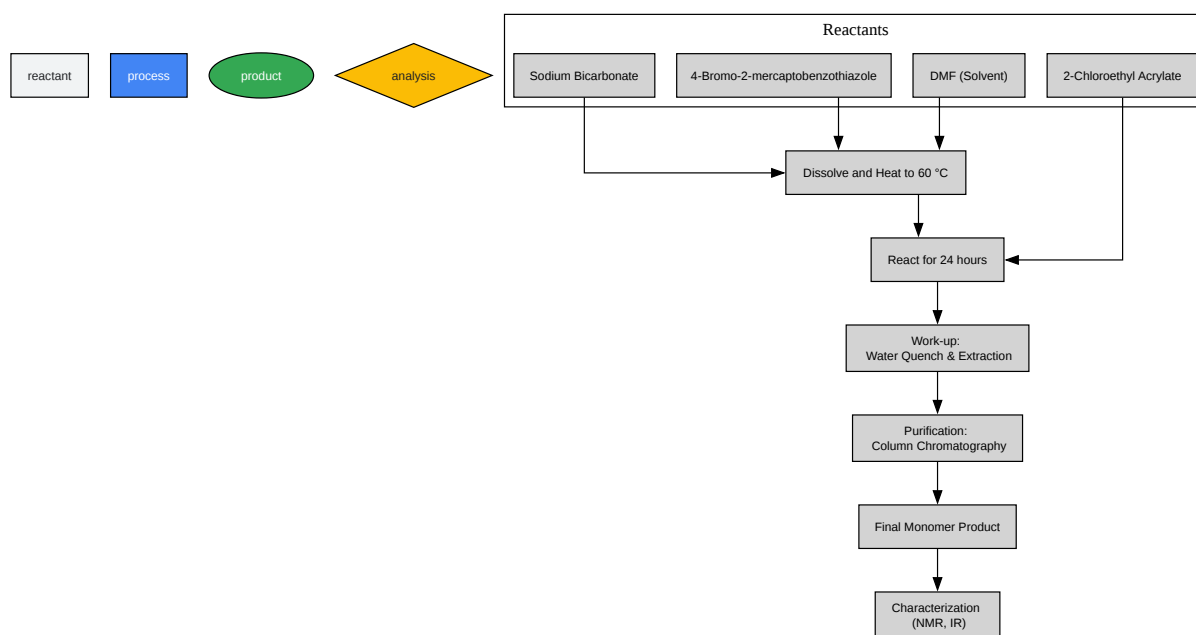 Reactants
reactant
process
product
analysis
Sodium Bicarbonate
4-Bromo-2-mercaptobenzothiazole
DMF (Solvent)
2-Chloroethyl Acrylate
Dissolve and Heat to 60 °C
React for 24 hours
Work-up:
Water Quench & Extraction
Purification:
Column Chromatography
Final Monomer Product
Characterization
(NMR, IR)